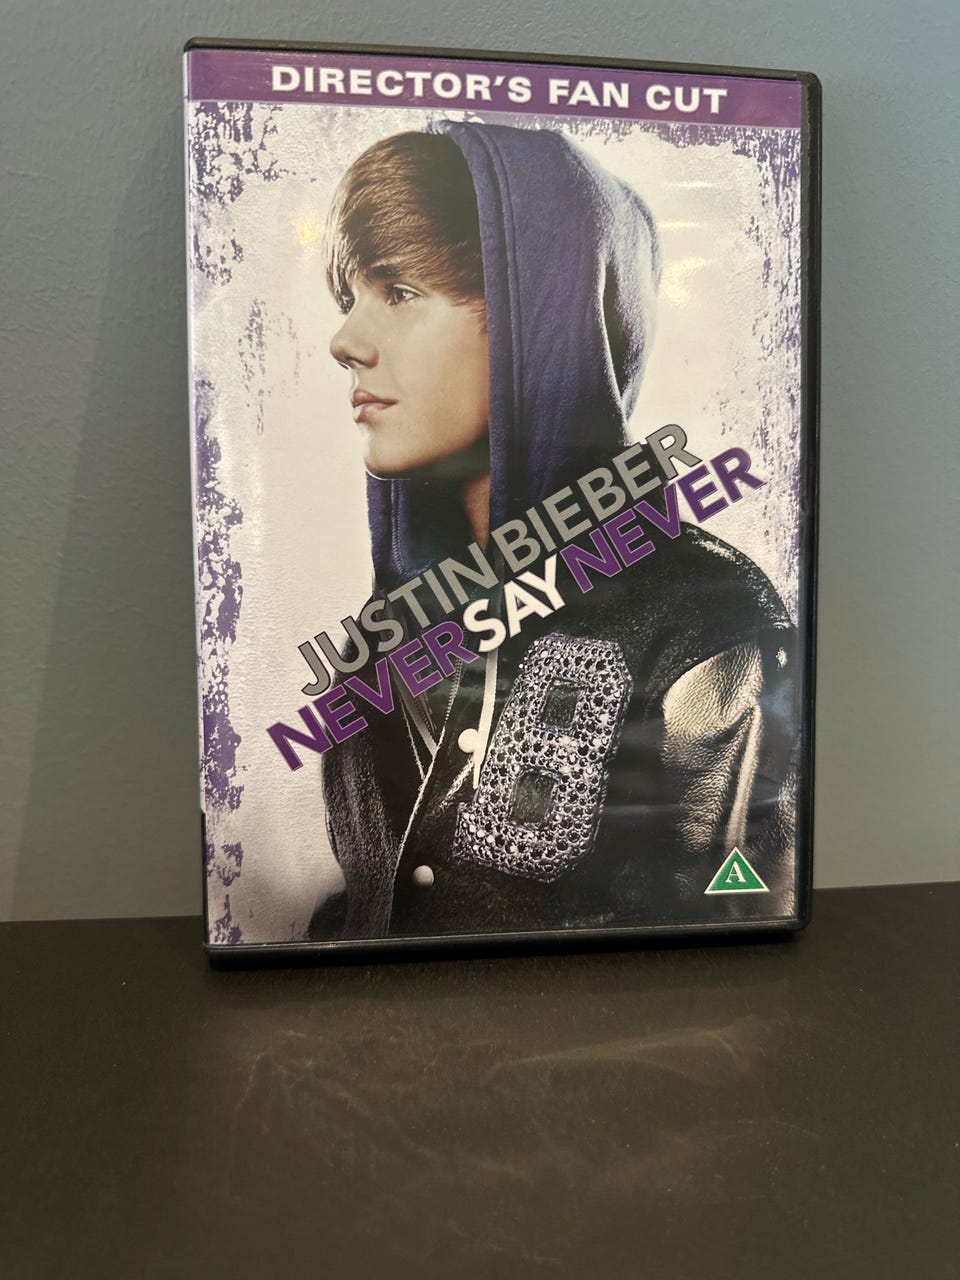 DIRECTOR'S FAN CUT
JUSTIN BIEBER
NEVER SAY NEVER
B
A